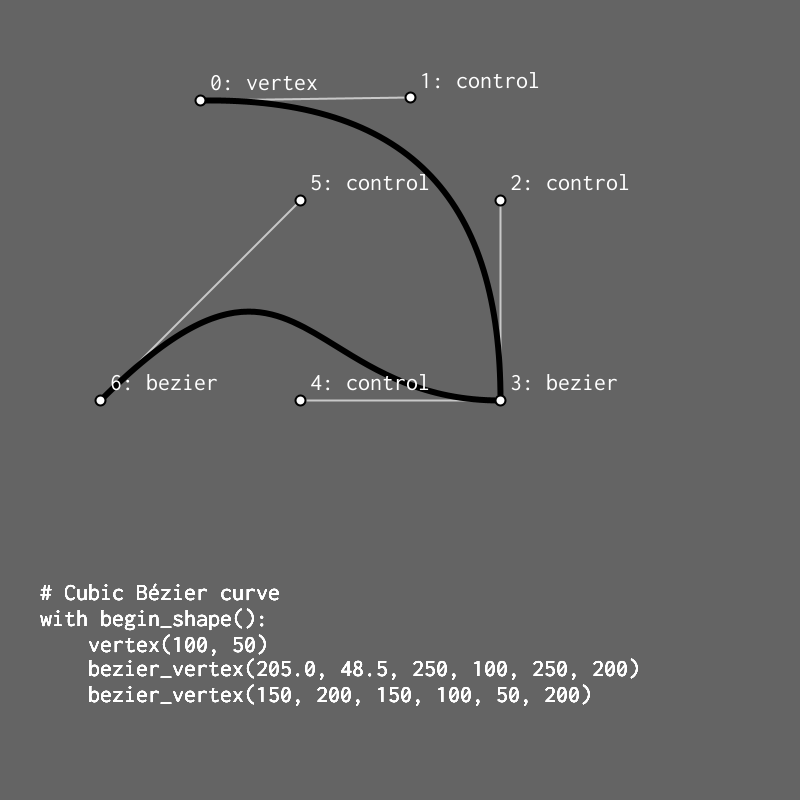 0: vertex
1: control
5: control
2: control
6: bezier
4: control
3: bezier
# Cubic Bézier curve
with begin_shape():
    vertex(100, 50)
    bezier_vertex(205.0, 48.5, 250, 100, 250, 200)
    bezier_vertex(150, 200, 150, 100, 50, 200)